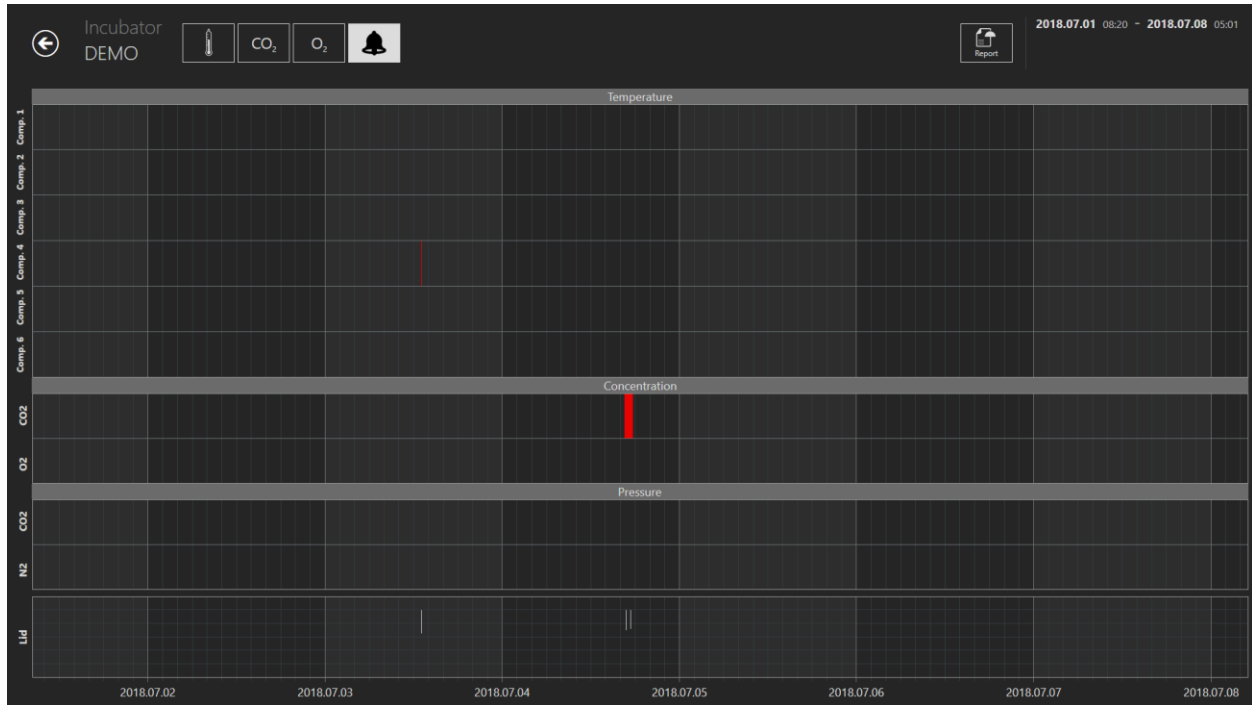 Incubator
DEMO
CO₂
O₂
Report
2018.07.01 08:20 - 2018.07.08 05:01
Temperature
Comp. 1
Comp. 2
Comp. 3
Comp. 4
Comp. 5
Comp. 6
Concentration
CO2
O2
Pressure
CO2
N2
Lid
2018.07.02 2018.07.03 2018.07.04 2018.07.05 2018.07.06 2018.07.07 2018.07.08